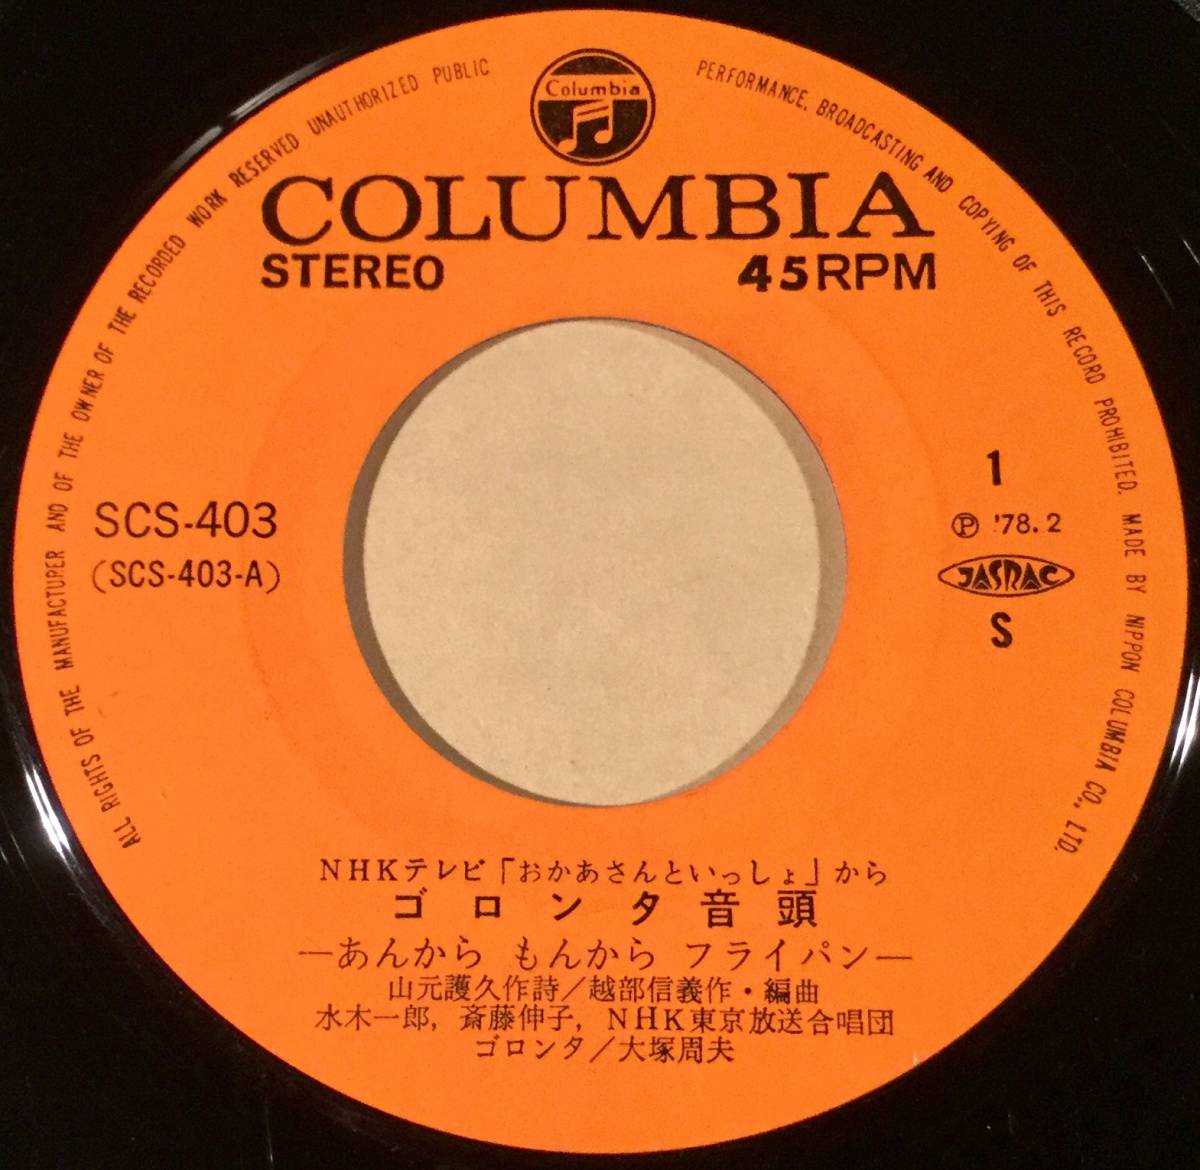 ALL RIGHTS OF THE MANUFACTURER AND OF THE OWNER OF THE RECORDED WORK RESERVED UNAUTHORIZED PUBLIC PERFORMANCE, BROADCASTING AND COPYING OF THIS RECORD PROHIBITED. MADE BY NIPPON COLUMBIA CO., LTD.
Columbia
COLUMBIA
STEREO 45RPM
SCS-403
(SCS-403-A)
1
Ⓟ '78.2
JASRAC
S
NHKテレビ「おかあさんといっしょ」から
ゴロンタ音頭
―あんから もんから フライパン―
山元護久作詩/越部信義作・編曲
水木一郎, 斎藤伸子, NHK東京放送合唱団
ゴロンタ/大塚周夫